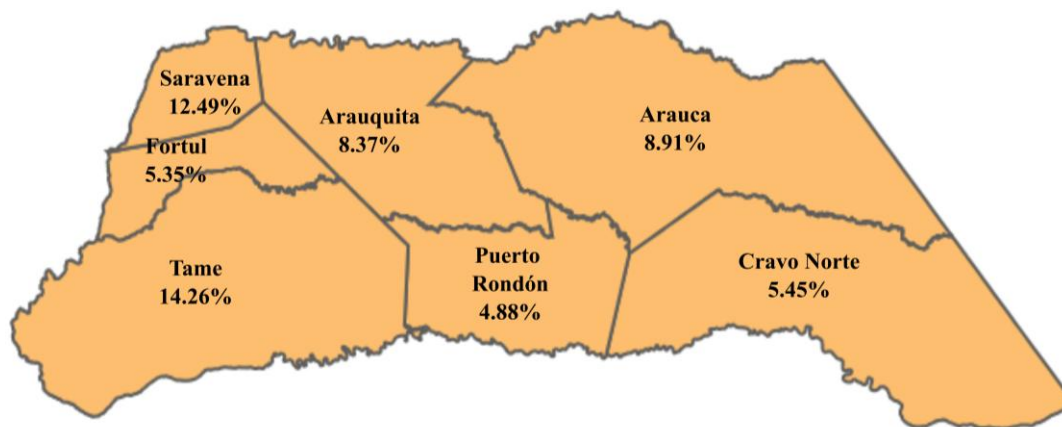 Saravena
12.49%
Fortul
5.35%
Arauquita
8.37%
Arauca
8.91%
Tame
14.26%
Puerto
Rondón
4.88%
Cravo Norte
5.45%